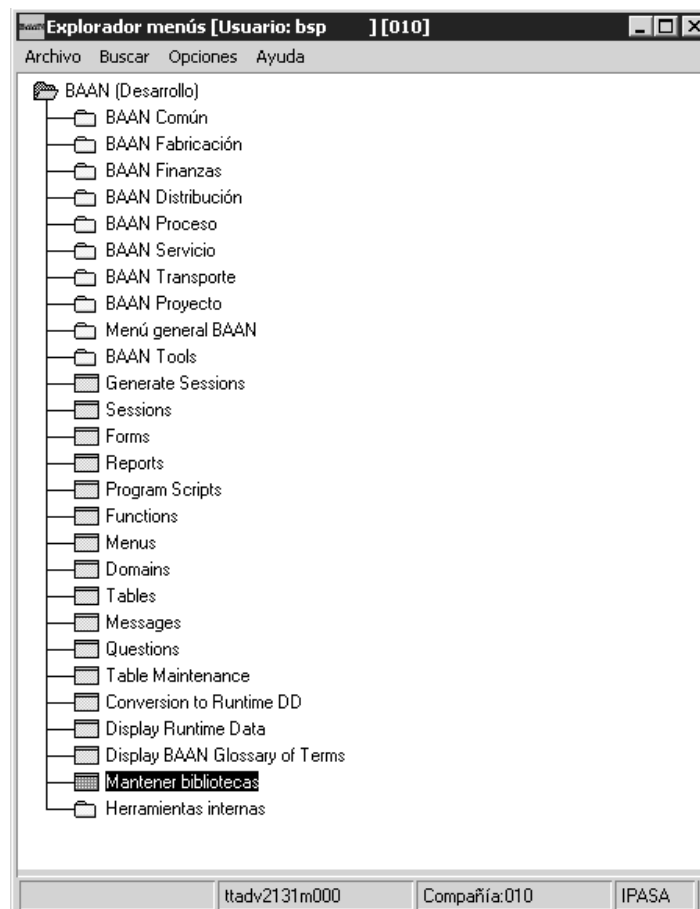 Explorador menús [Usuario: bsp ] [010]
Archivo Buscar Opciones Ayuda
BAAN (Desarrollo)
BAAN Común
BAAN Fabricación
BAAN Finanzas
BAAN Distribución
BAAN Proceso
BAAN Servicio
BAAN Transporte
BAAN Proyecto
Menú general BAAN
BAAN Tools
Generate Sessions
Sessions
Forms
Reports
Program Scripts
Functions
Menus
Domains
Tables
Messages
Questions
Table Maintenance
Conversion to Runtime DD
Display Runtime Data
Display BAAN Glossary of Terms
Mantener bibliotecas
Herramientas internas
ttadv2131m000 Compañía:010 IPASA